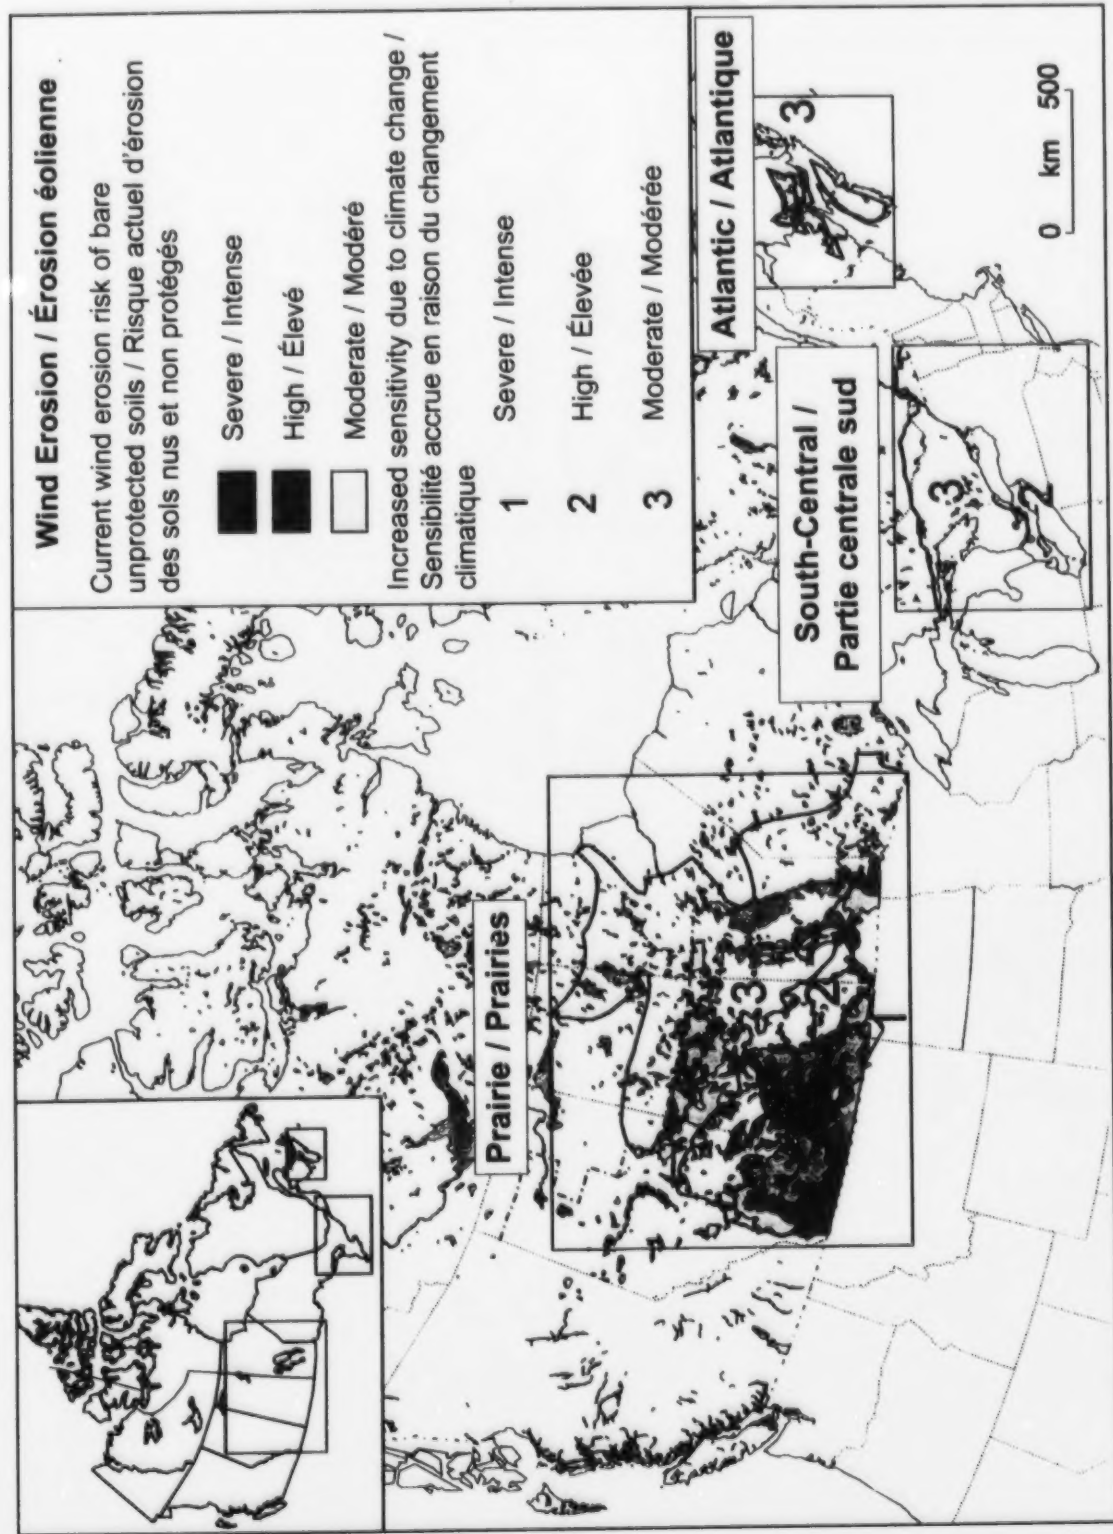 Wind Erosion / Érosion éolienne
Current wind erosion risk of bare
unprotected soils / Risque actuel d'érosion
des sols nus et non protégés
Severe / Intense
High / Élevé
Moderate / Modéré
Increased sensitivity due to climate change /
Sensibilité accrue en raison du changement
climatique
1 Severe / Intense
2 High / Élevée
3 Moderate / Modérée
Prairie / Prairies
3
2
South-Central /
Partie centrale sud
3
2
Atlantic / Atlantique
3
3
0 km 500